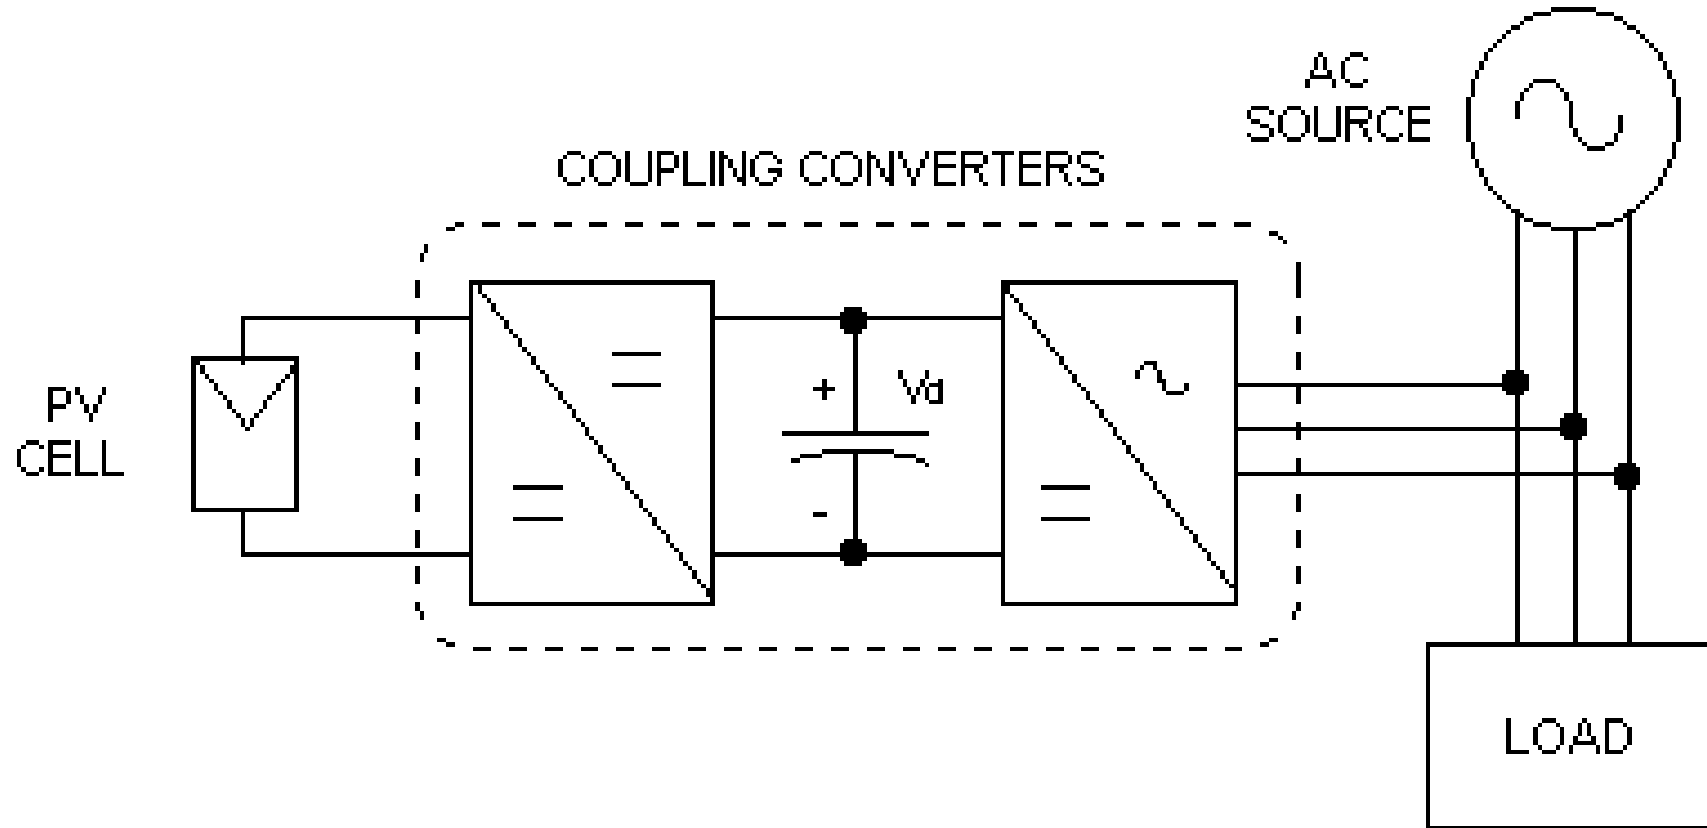 AC
SOURCE
COUPLING CONVERTERS
PV
CELL
+ Vd
-
LOAD